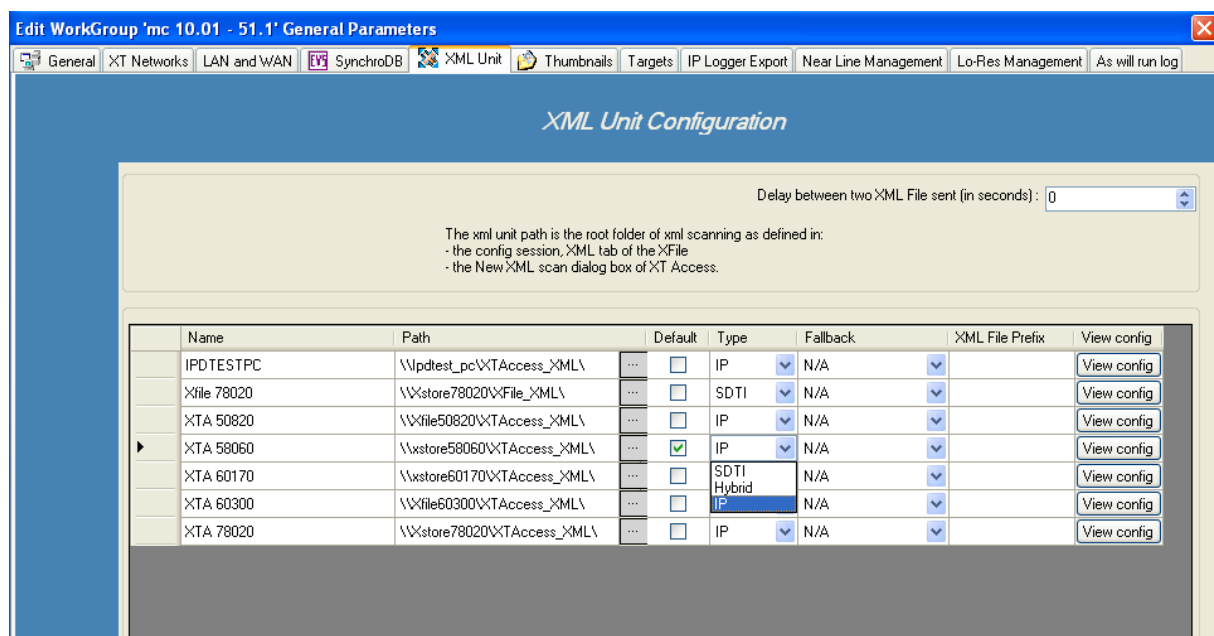 Edit WorkGroup 'mc 10.01 - 51.1' General Parameters
General XT Networks LAN and WAN EVS SynchroDB XML Unit Thumbnails Targets IP Logger Export Near Line Management Lo-Res Management As will run log
XML Unit Configuration
Delay between two XML File sent (in seconds) : 0
The xml unit path is the root folder of xml scanning as defined in:
- the config session, XML tab of the XFile
- the New XML scan dialog box of XT Access.
Name Path Default Type Fallback XML File Prefix View config
IPDTESTPC \\Ipdtest_pc\XTAccess_XML\ ... IP N/A View config
Xfile 78020 \\Xstore78020\XFile_XML\ ... SDTI N/A View config
XTA 50820 \\Xfile50820\XTAccess_XML\ ... IP N/A View config
XTA 58060 \\xstore58060\XTAccess_XML\ ... IP N/A View config
XTA 60170 \\xstore60170\XTAccess_XML\ ... SDTI N/A View config
Hybrid
XTA 60300 \\Xfile60300\XTAccess_XML\ ... IP N/A View config
XTA 78020 \\Xstore78020\XTAccess_XML\ ... IP N/A View config